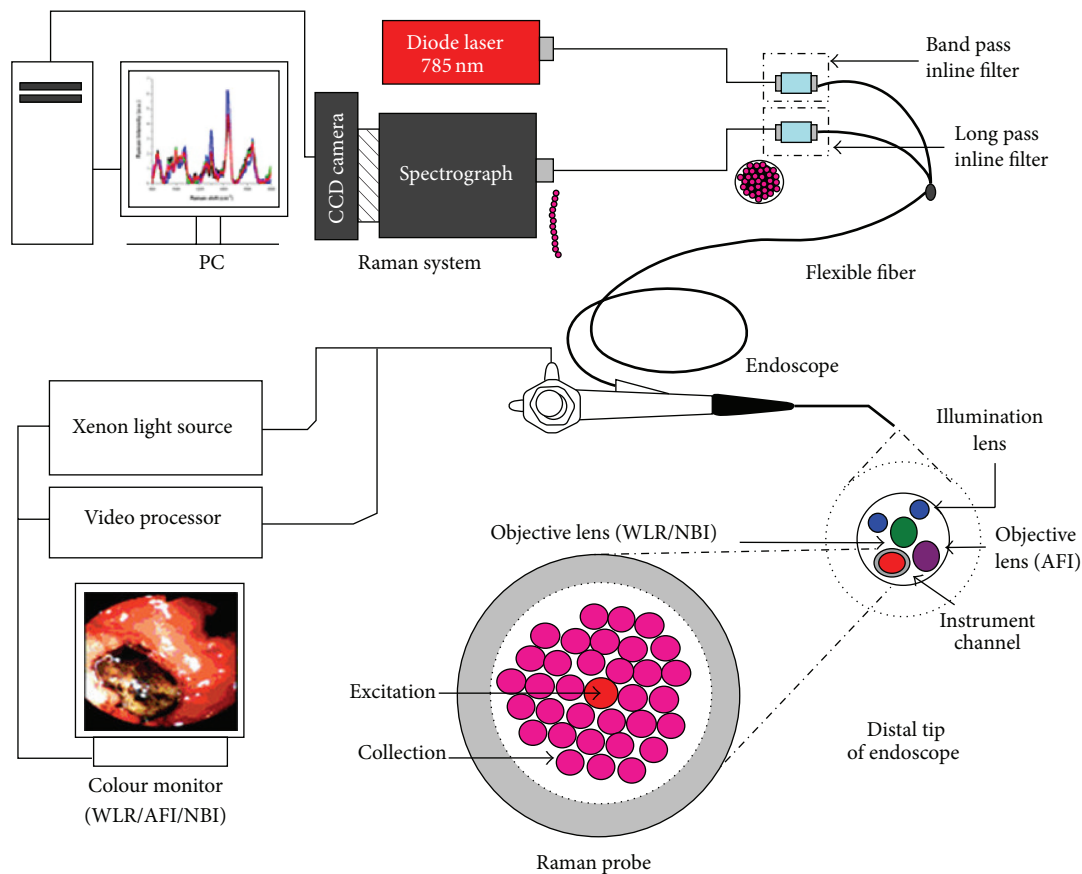 Diode laser
785 nm
Band pass
inline filter
Long pass
inline filter
CCD camera
Spectrograph
PC
Raman system
Flexible fiber
Endoscope
Xenon light source
Video processor
Illumination
lens
Objective lens (WLR/NBI)
Objective
lens (AFI)
Instrument
channel
Excitation
Collection
Distal tip
of endoscope
Colour monitor
(WLR/AFI/NBI)
Raman probe